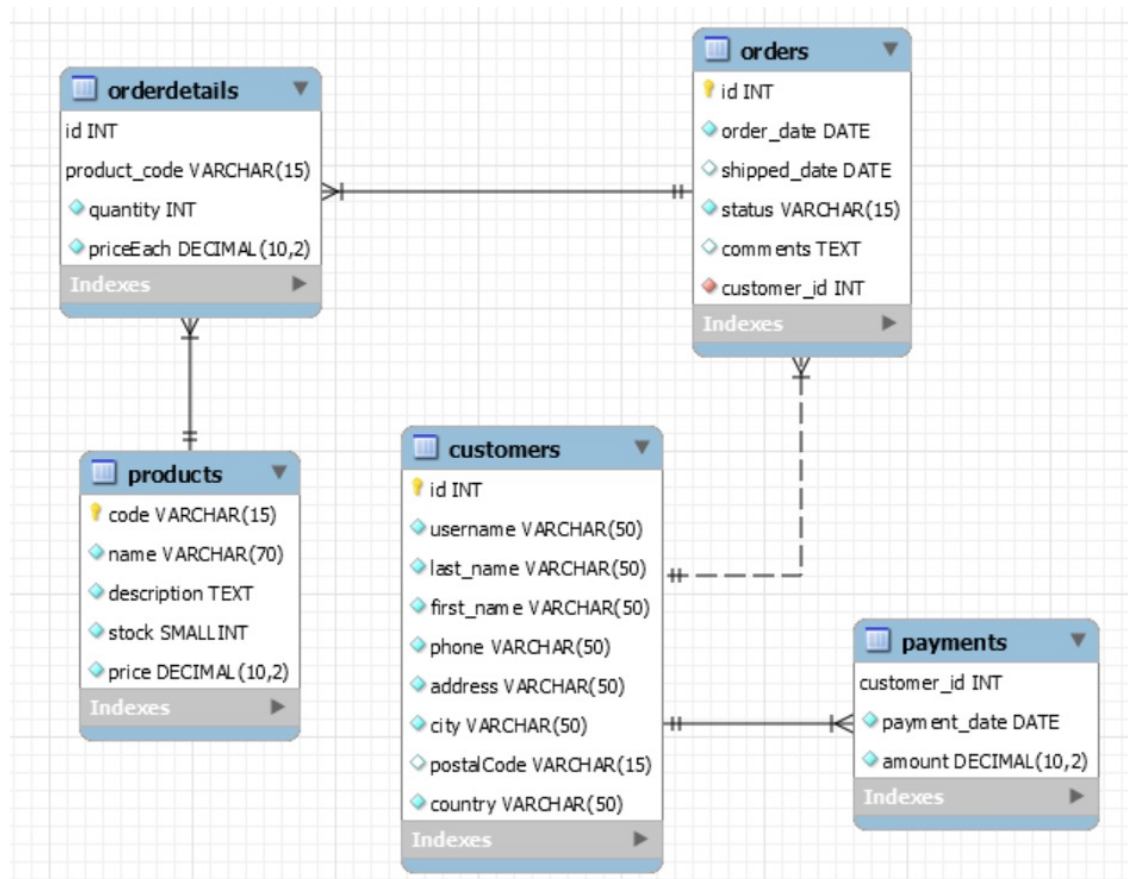 orderdetails
id INT
product_code VARCHAR(15)
quantity INT
priceEach DECIMAL(10,2)
Indexes
orders
id INT
order_date DATE
shipped_date DATE
status VARCHAR(15)
comments TEXT
customer_id INT
Indexes
products
code VARCHAR(15)
name VARCHAR(70)
description TEXT
stock SMALLINT
price DECIMAL(10,2)
Indexes
customers
id INT
username VARCHAR(50)
last_name VARCHAR(50)
first_name VARCHAR(50)
phone VARCHAR(50)
address VARCHAR(50)
city VARCHAR(50)
postalCode VARCHAR(15)
country VARCHAR(50)
Indexes
payments
customer_id INT
payment_date DATE
amount DECIMAL(10,2)
Indexes